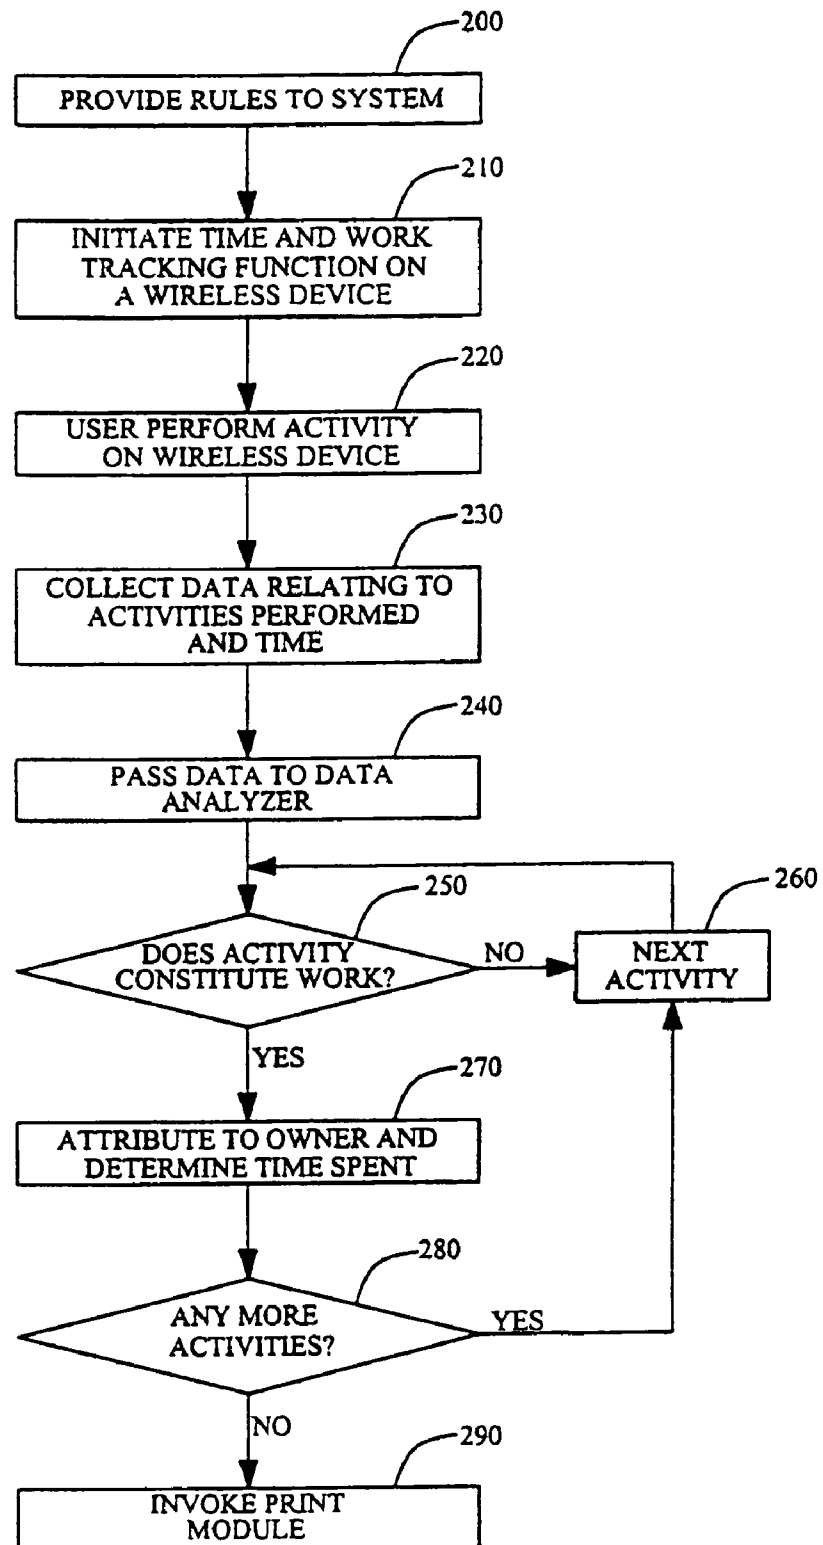 200
PROVIDE RULES TO SYSTEM
210
INITIATE TIME AND WORK
TRACKING FUNCTION ON
A WIRELESS DEVICE
220
USER PERFORM ACTIVITY
ON WIRELESS DEVICE
230
COLLECT DATA RELATING TO
ACTIVITIES PERFORMED
AND TIME
240
PASS DATA TO DATA
ANALYZER
250
DOES ACTIVITY
CONSTITUTE WORK?
NO
260
NEXT
ACTIVITY
YES
270
ATTRIBUTE TO OWNER AND
DETERMINE TIME SPENT
280
ANY MORE
ACTIVITIES?
YES
NO
290
INVOKE PRINT
MODULE